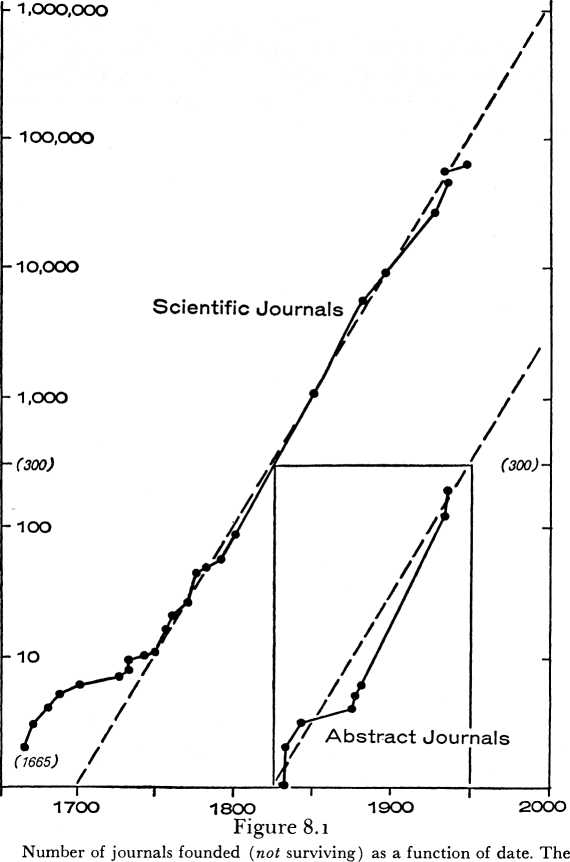 1,000,000
100,000
10,000
Scientific Journals
1,000
(300) (300)
100
10
Abstract Journals
(1665)
1700 1800 1900 2000
Figure 8.1
Number of journals founded (not surviving) as a function of date. The